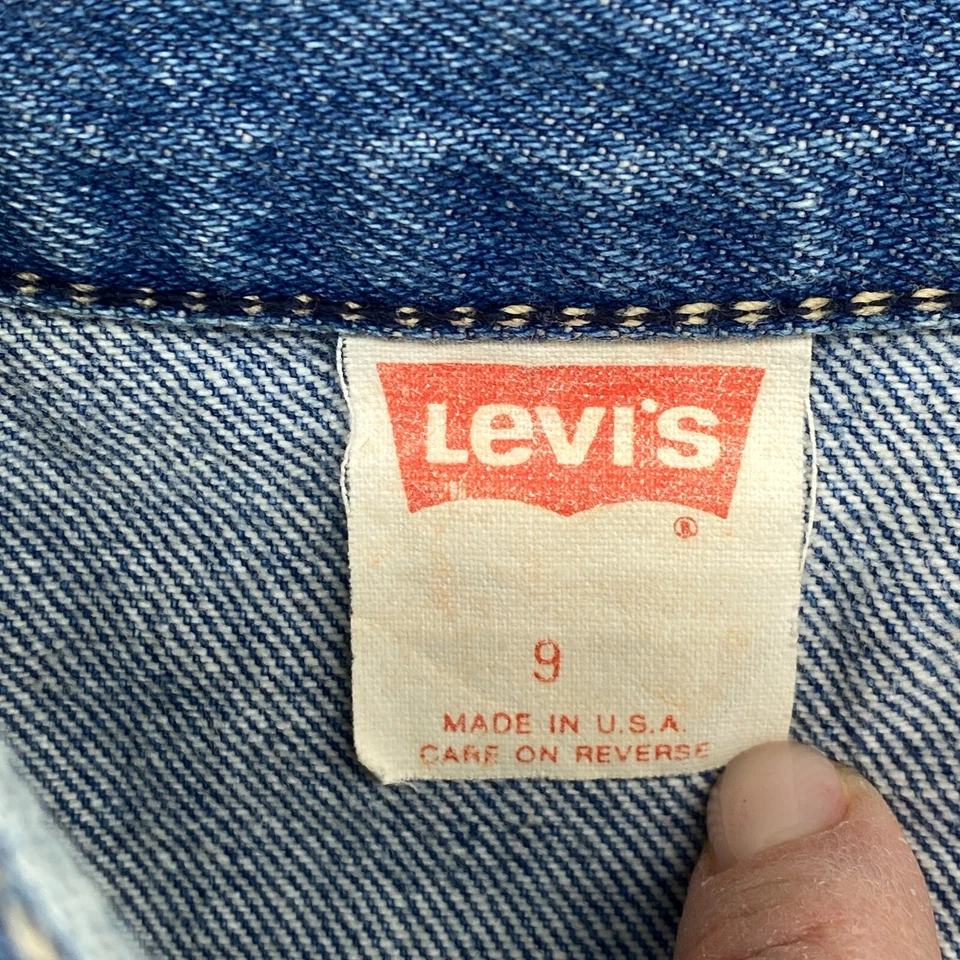 Levi's
®
9
MADE IN U.S.A.
CARE ON REVERSE